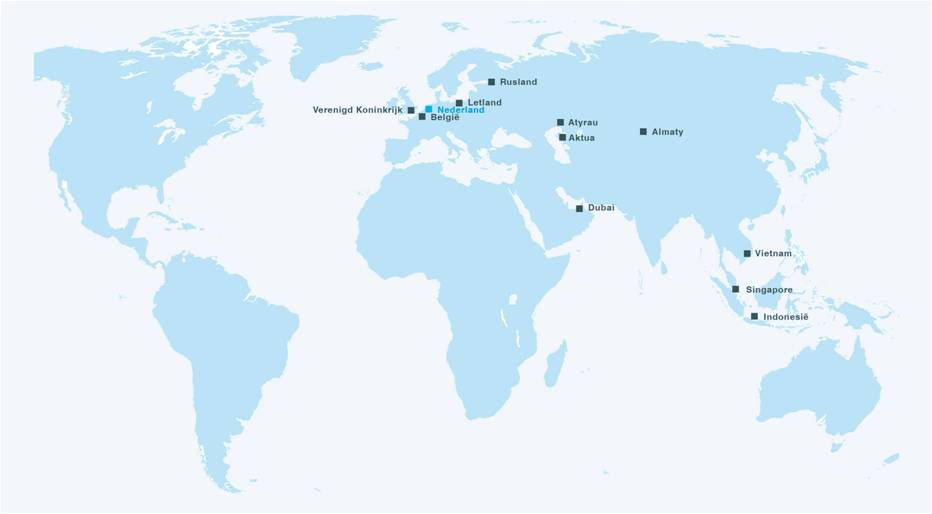 Rusland
Letland
Verenigd Koninkrijk
Nederland
België
Atyrau
Almaty
Aktua
Dubai
Vietnam
Singapore
Indonesië